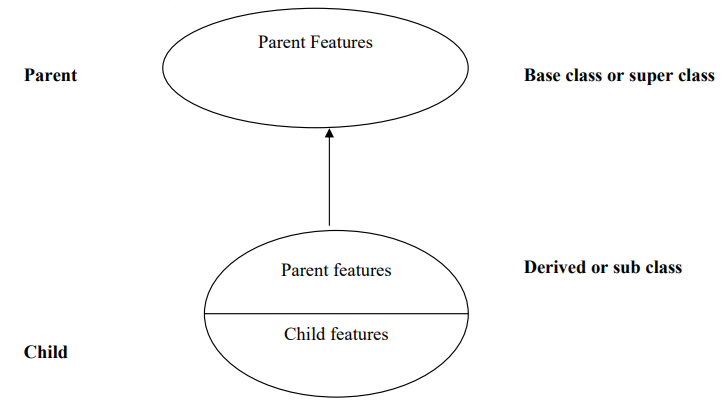 Parent Features
Parent
Base class or super class
Parent features
Derived or sub class
Child features
Child